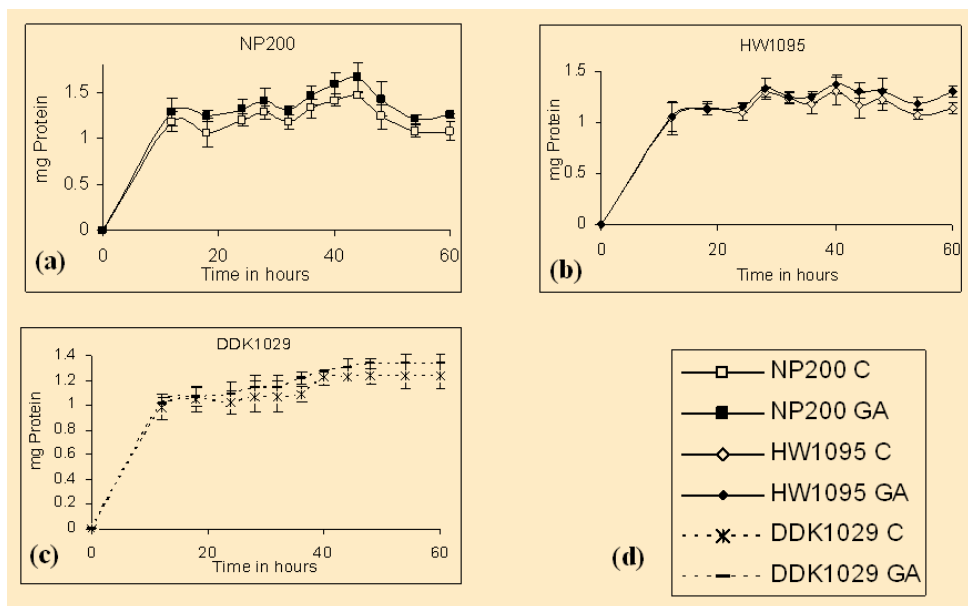 NP200
mg Protein
1.5
1
0.5
0
0
20
40
60
Time in hours
(a)
HW1095
mg Protein
1.5
1
0.5
0
0
20
40
60
Time in hours
(b)
DDK1029
mg Protein
1.4
1.2
1
0.8
0.6
0.4
0.2
0
0
20
40
60
Time in hours
(c)
NP200 C
NP200 GA
HW1095 C
HW1095 GA
DDK1029 C
DDK1029 GA
(d)